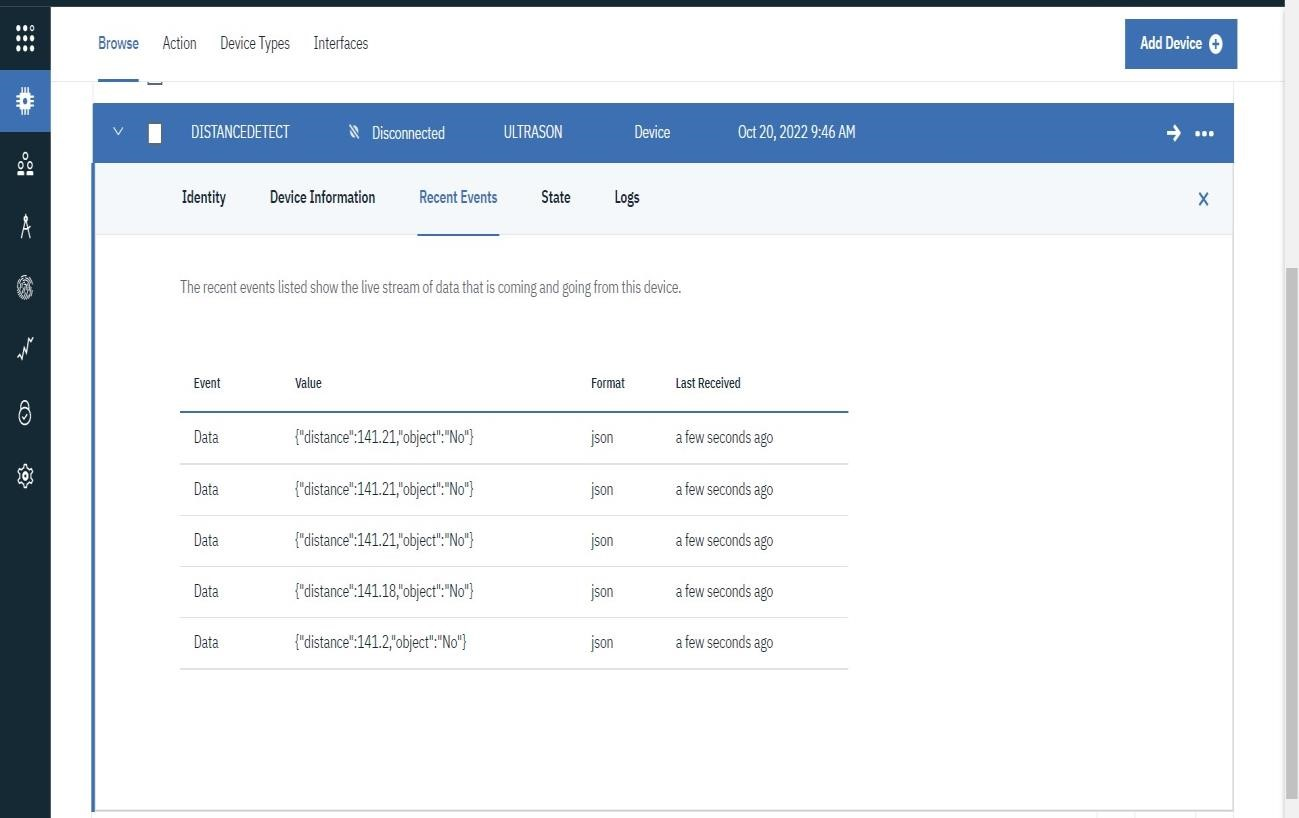 Browse Action Device Types Interfaces Add Device
DISTANCEDETECT Disconnected ULTRASON Device Oct 20, 2022 9:46 AM
Identity Device Information Recent Events State Logs X
The recent events listed show the live stream of data that is coming and going from this device.
Event Value Format Last Received
Data {"distance":141.21,"object":"No"} json a few seconds ago
Data {"distance":141.21,"object":"No"} json a few seconds ago
Data {"distance":141.21,"object":"No"} json a few seconds ago
Data {"distance":141.18,"object":"No"} json a few seconds ago
Data {"distance":141.2,"object":"No"} json a few seconds ago